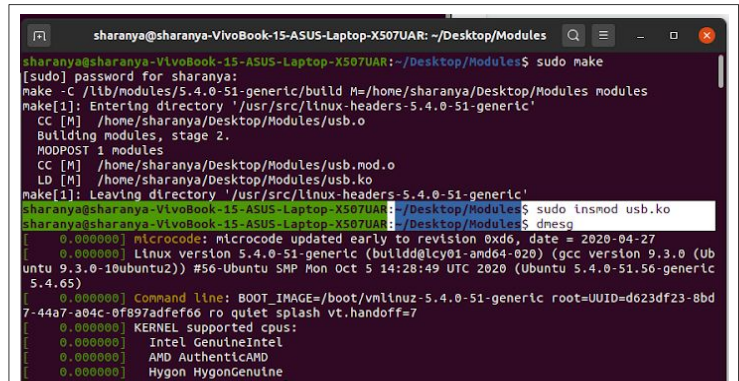 sharanya@sharanya-VivoBook-15-ASUS-Laptop-X507UAR: ~/Desktop/Modules
sharanya@sharanya-VivoBook-15-ASUS-Laptop-X507UAR:~/Desktop/Modules$ sudo make
[sudo] password for sharanya:
make -C /lib/modules/5.4.0-51-generic/build M=/home/sharanya/Desktop/Modules modules
make[1]: Entering directory '/usr/src/linux-headers-5.4.0-51-generic'
CC [M] /home/sharanya/Desktop/Modules/usb.o
Building modules, stage 2.
MODPOST 1 modules
CC [M] /home/sharanya/Desktop/Modules/usb.mod.o
LD [M] /home/sharanya/Desktop/Modules/usb.ko
make[1]: Leaving directory '/usr/src/linux-headers-5.4.0-51-generic'
sharanya@sharanya-VivoBook-15-ASUS-Laptop-X507UAR:~/Desktop/Modules$ sudo insmod usb.ko
sharanya@sharanya-VivoBook-15-ASUS-Laptop-X507UAR:~/Desktop/Modules$ dmesg
[ 0.000000] microcode: microcode updated early to revision 0xd6, date = 2020-04-27
[ 0.000000] Linux version 5.4.0-51-generic (buildd@lcy01-amd64-020) (gcc version 9.3.0 (Ub
untu 9.3.0-10ubuntu2)) #56-Ubuntu SMP Mon Oct 5 14:28:49 UTC 2020 (Ubuntu 5.4.0-51.56-generic
5.4.65)
[ 0.000000] Command line: BOOT_IMAGE=/boot/vmlinuz-5.4.0-51-generic root=UUID=d623df23-8bd
7-44a7-a04c-0f897adfef66 ro quiet splash vt.handoff=7
[ 0.000000] KERNEL supported cpus:
[ 0.000000] Intel GenuineIntel
[ 0.000000] AMD AuthenticAMD
[ 0.000000] Hygon HygonGenuine